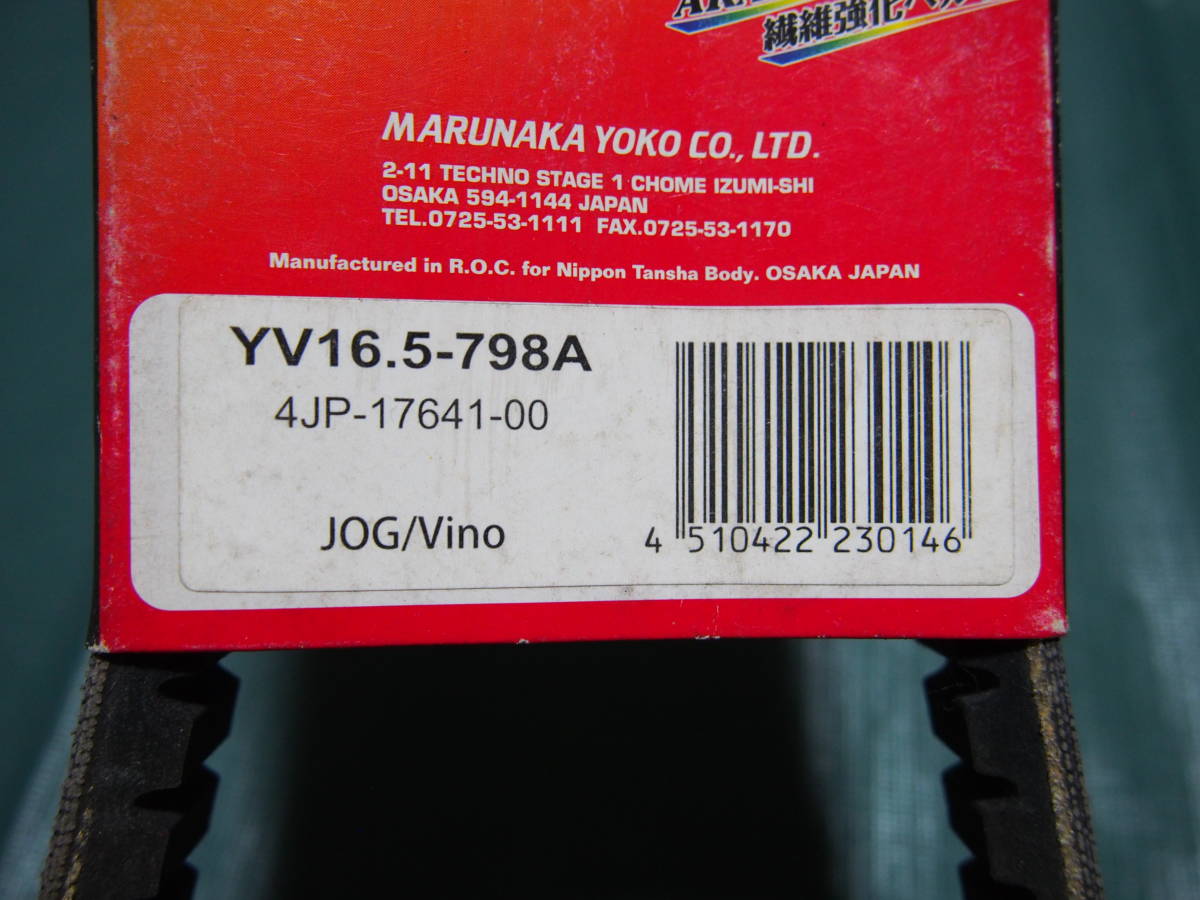 繊維強化
MARUNAKA YOKO CO., LTD.
2-11 TECHNO STAGE 1 CHOME IZUMI-SHI
OSAKA 594-1144 JAPAN
TEL.0725-53-1111 FAX.0725-53-1170
Manufactured in R.O.C. for Nippon Tansha Body. OSAKA JAPAN
YV16.5-798A
4JP-17641-00
JOG/Vino
4 510422 230146